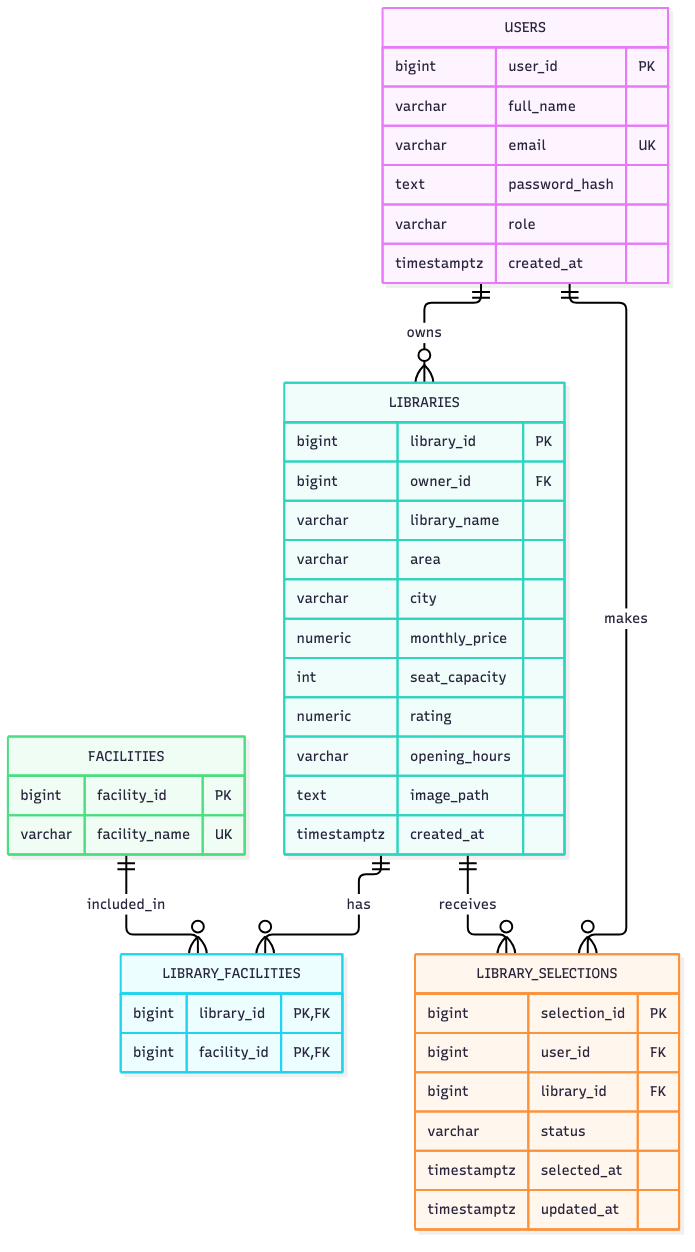 USERS
bigint user_id PK
varchar full_name
varchar email UK
text password_hash
varchar role
timestamptz created_at
owns
LIBRARIES
bigint library_id PK
bigint owner_id FK
varchar library_name
varchar area
varchar city
numeric monthly_price
int seat_capacity
numeric rating
varchar opening_hours
text image_path
timestamptz created_at
makes
FACILITIES
bigint facility_id PK
varchar facility_name UK
included_in
has
receives
LIBRARY_FACILITIES
bigint library_id PK,FK
bigint facility_id PK,FK
LIBRARY_SELECTIONS
bigint selection_id PK
bigint user_id FK
bigint library_id FK
varchar status
timestamptz selected_at
timestamptz updated_at